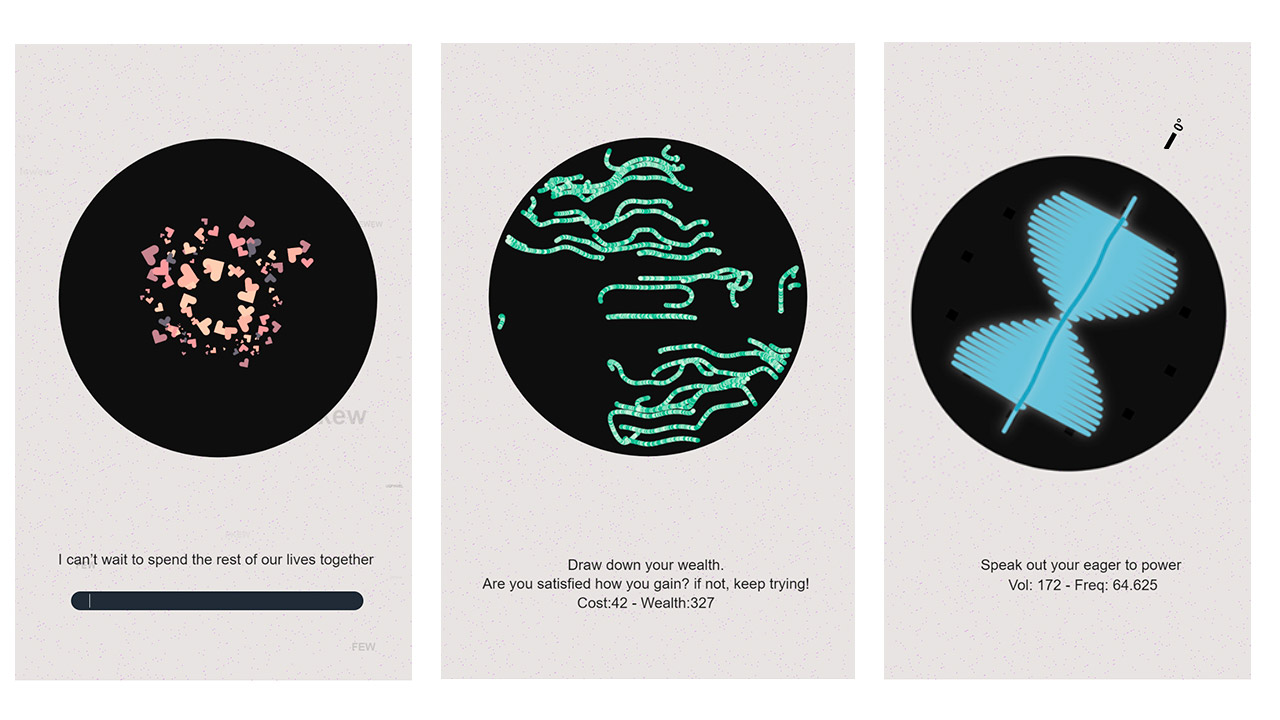 I can't wait to spend the rest of our lives together
FEW
Draw down your wealth.
Are you satisfied how you gain? if not, keep trying!
Cost:42 - Wealth:327
0°
Speak out your eager to power
Vol: 172 - Freq: 64.625